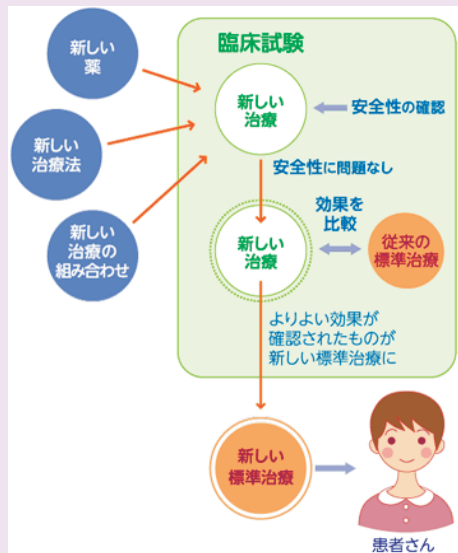 臨床試験
新しい
薬
新しい
治療
安全性の確認
新しい
治療法
安全性に問題なし
新しい
治療の
組み合わせ
効果を
比較
新しい
治療
従来の
標準治療
よりよい効果が
確認されたものが
新しい標準治療に
新しい
標準治療
患者さん